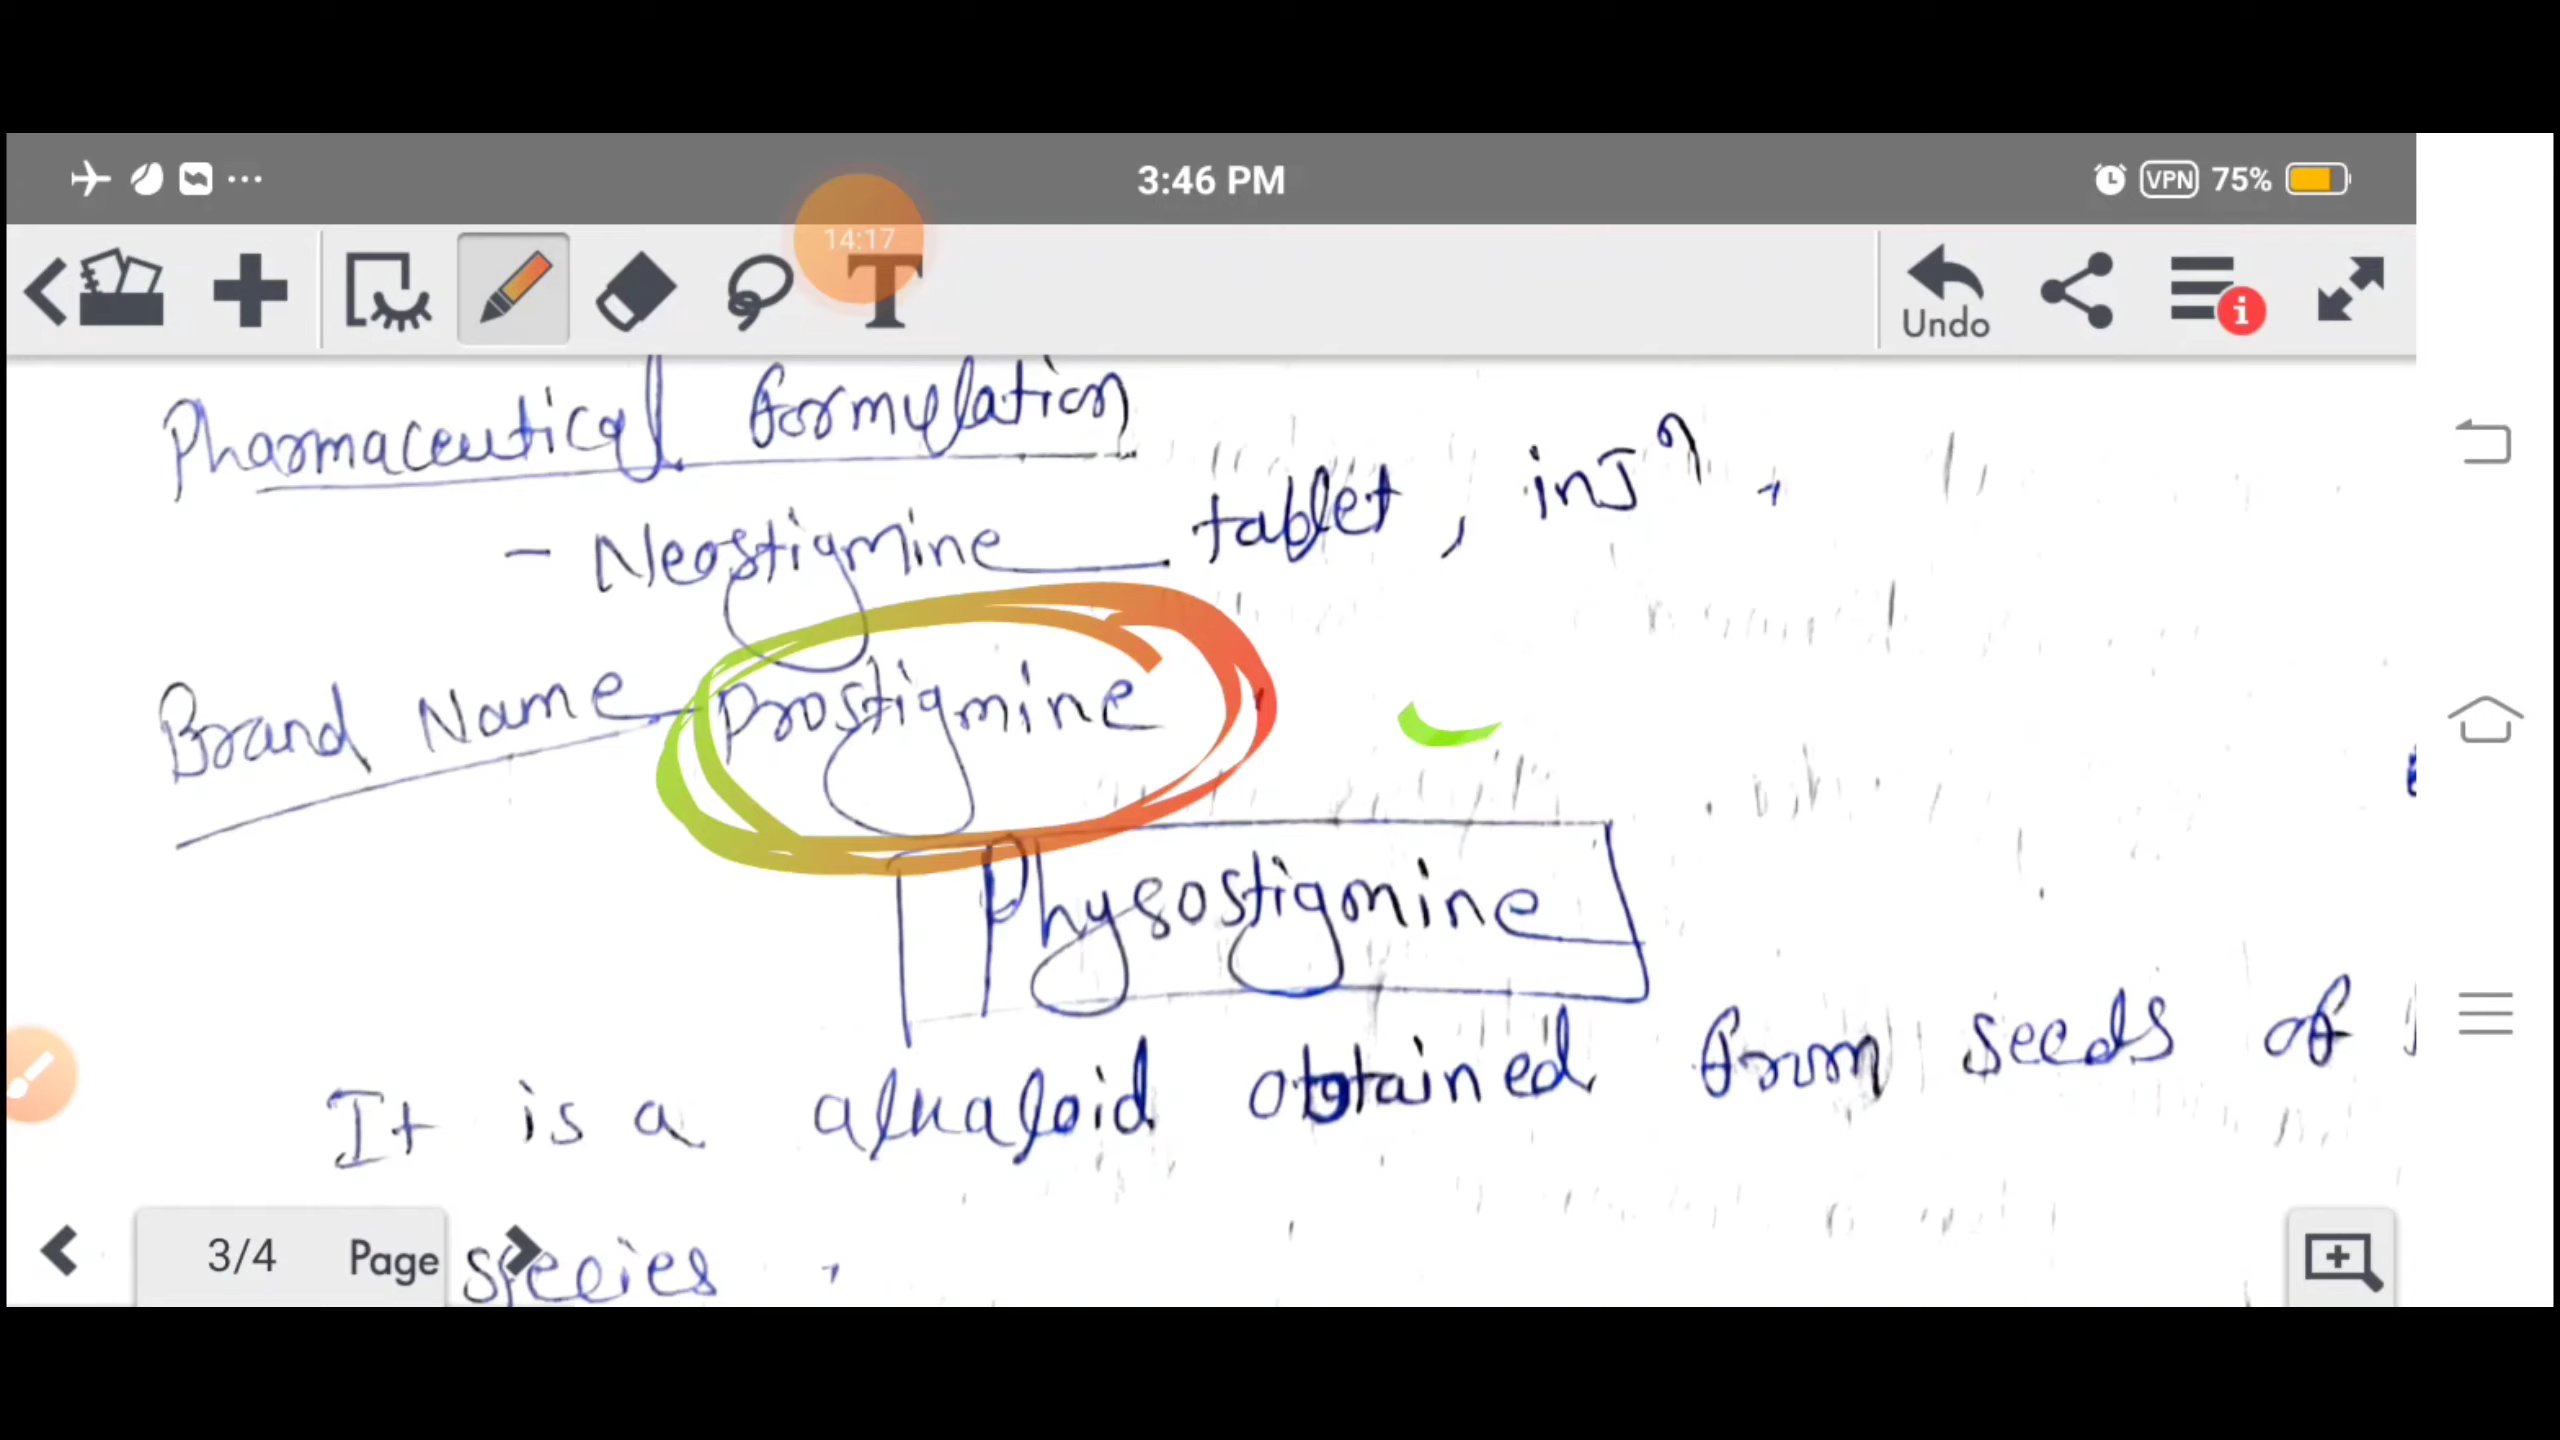 3:46 PM
VPN 75%
14:17
T
Undo
Pharmaceutical formulation
- Neostigmine tablet, injn.
Brand Name - Prostigmine
Physostigmine
It is a alkaloid obtained from seeds of
3/4 Page
species.